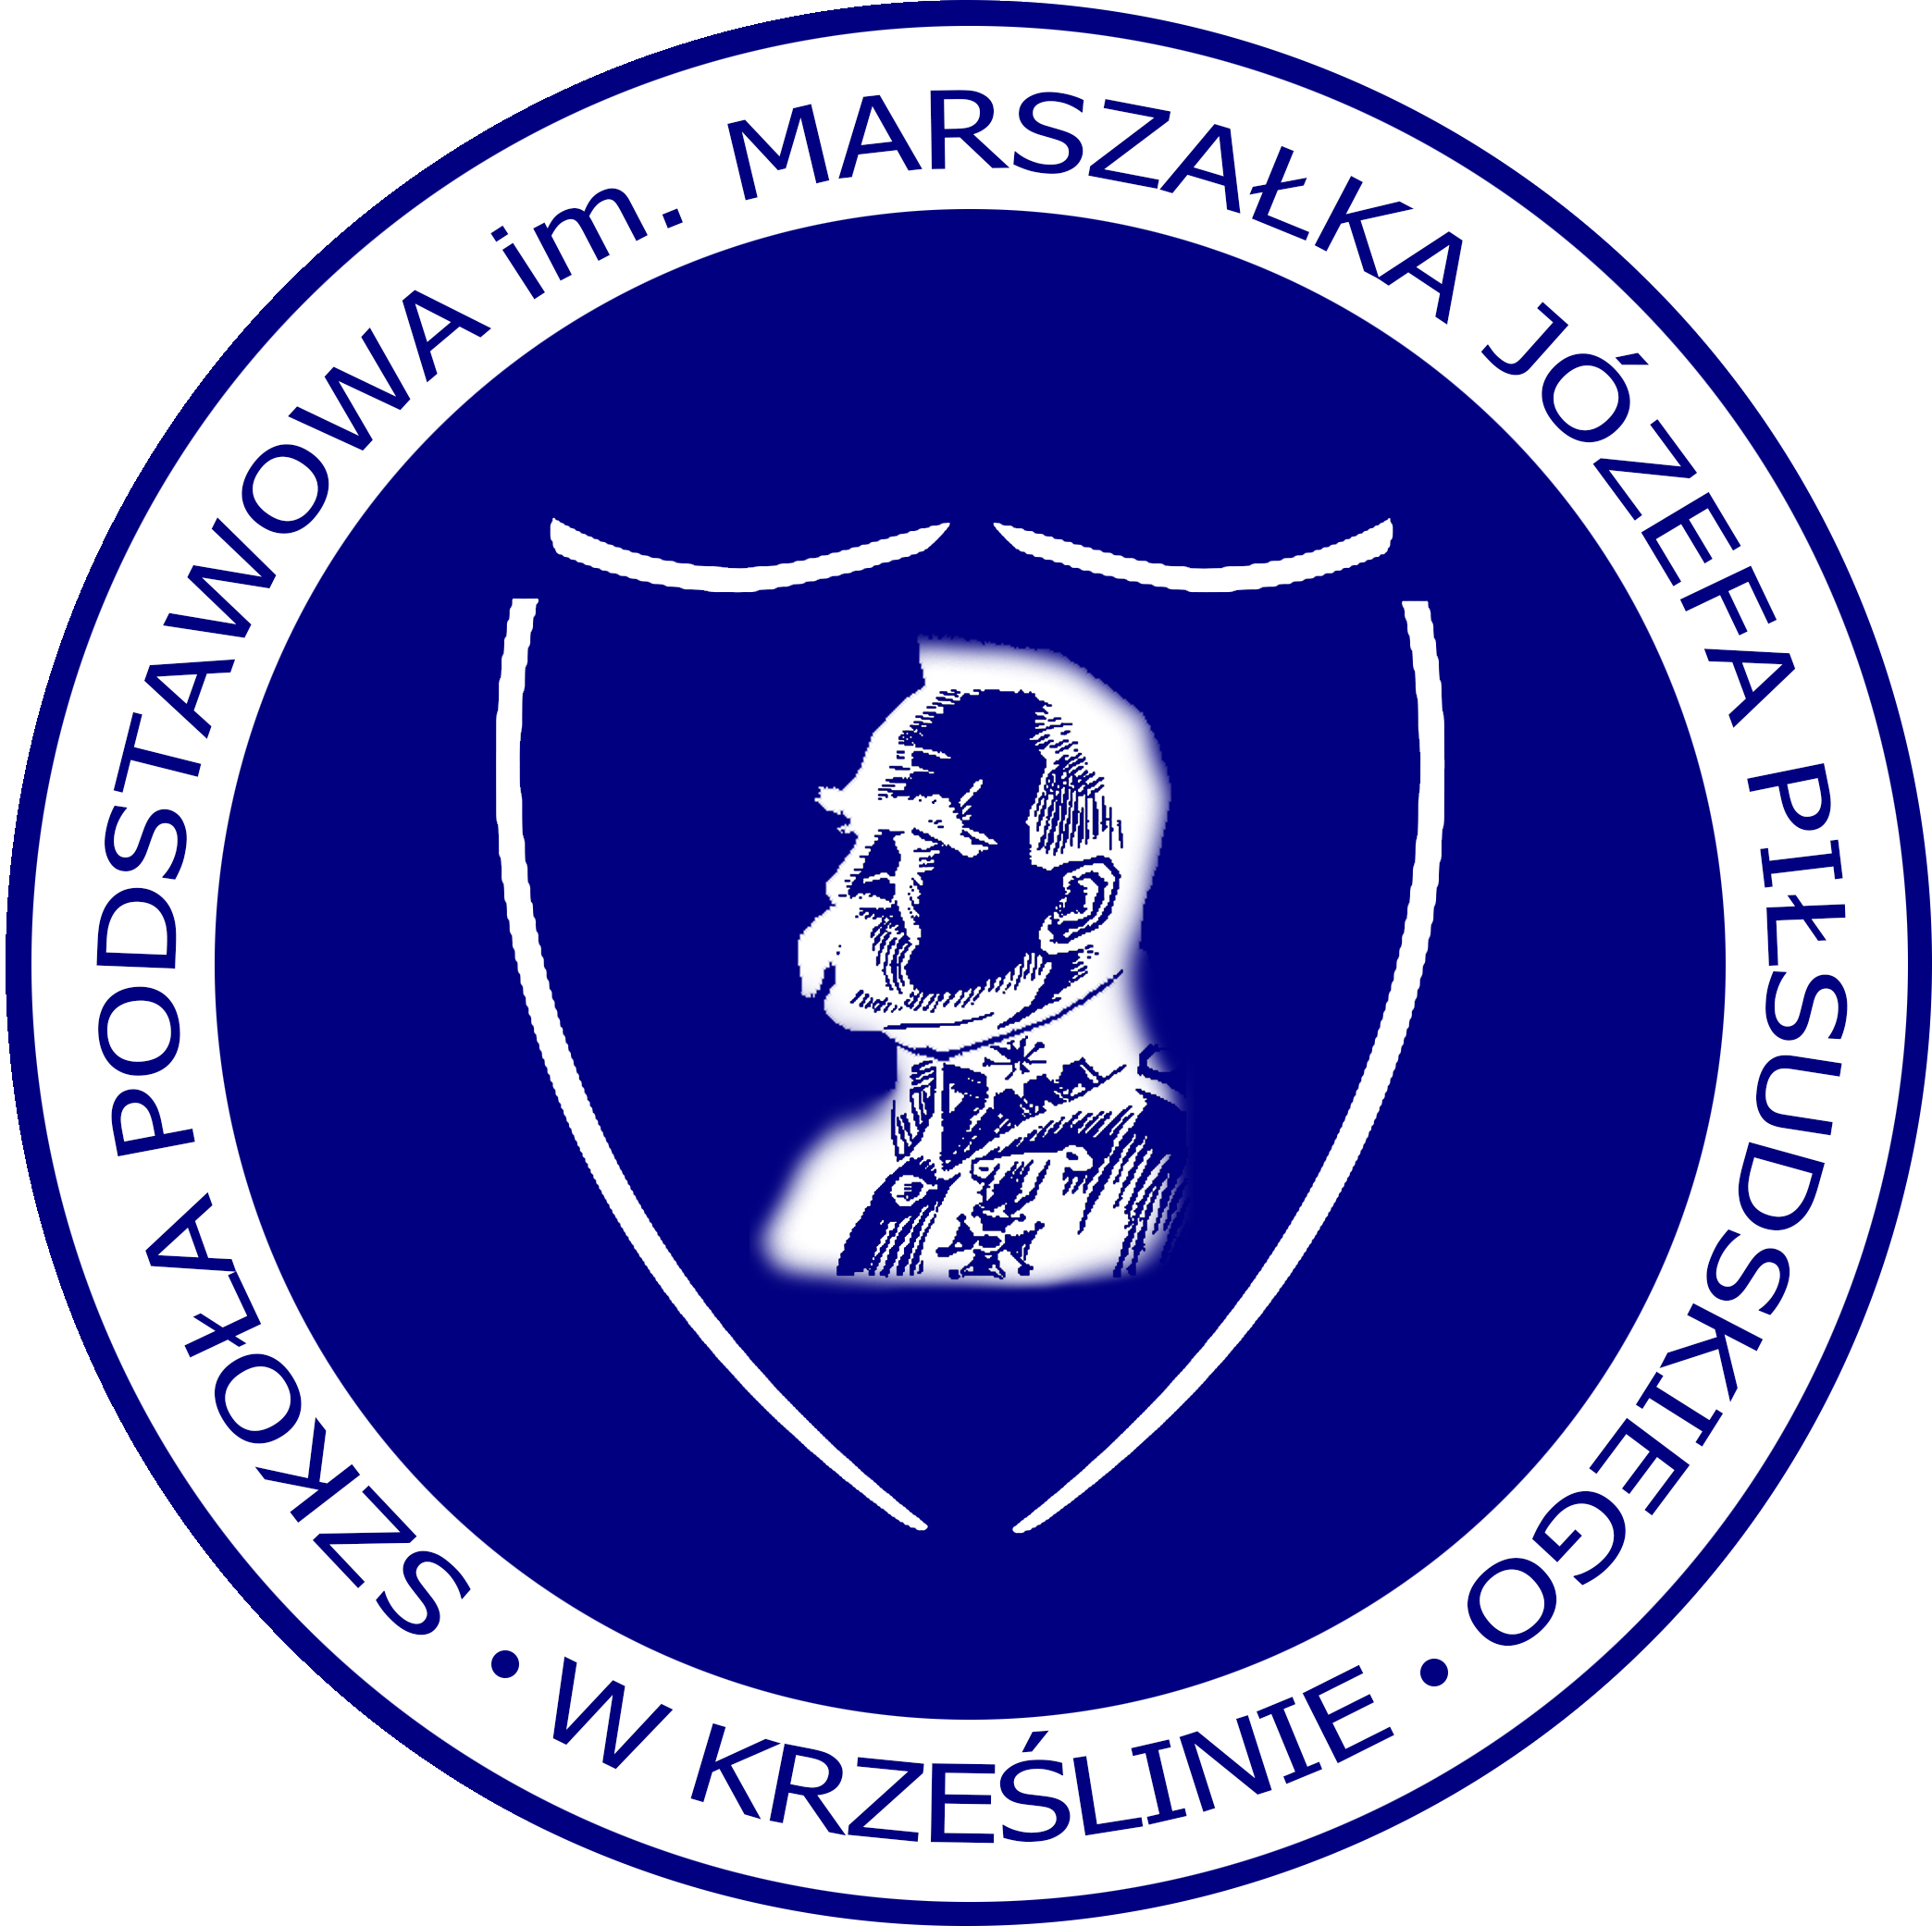 SZKOŁA PODSTAWOWA im. MARSZAŁKA JÓZEFA PIŁSUDSKIEGO
• W KRZEŚLINIE •